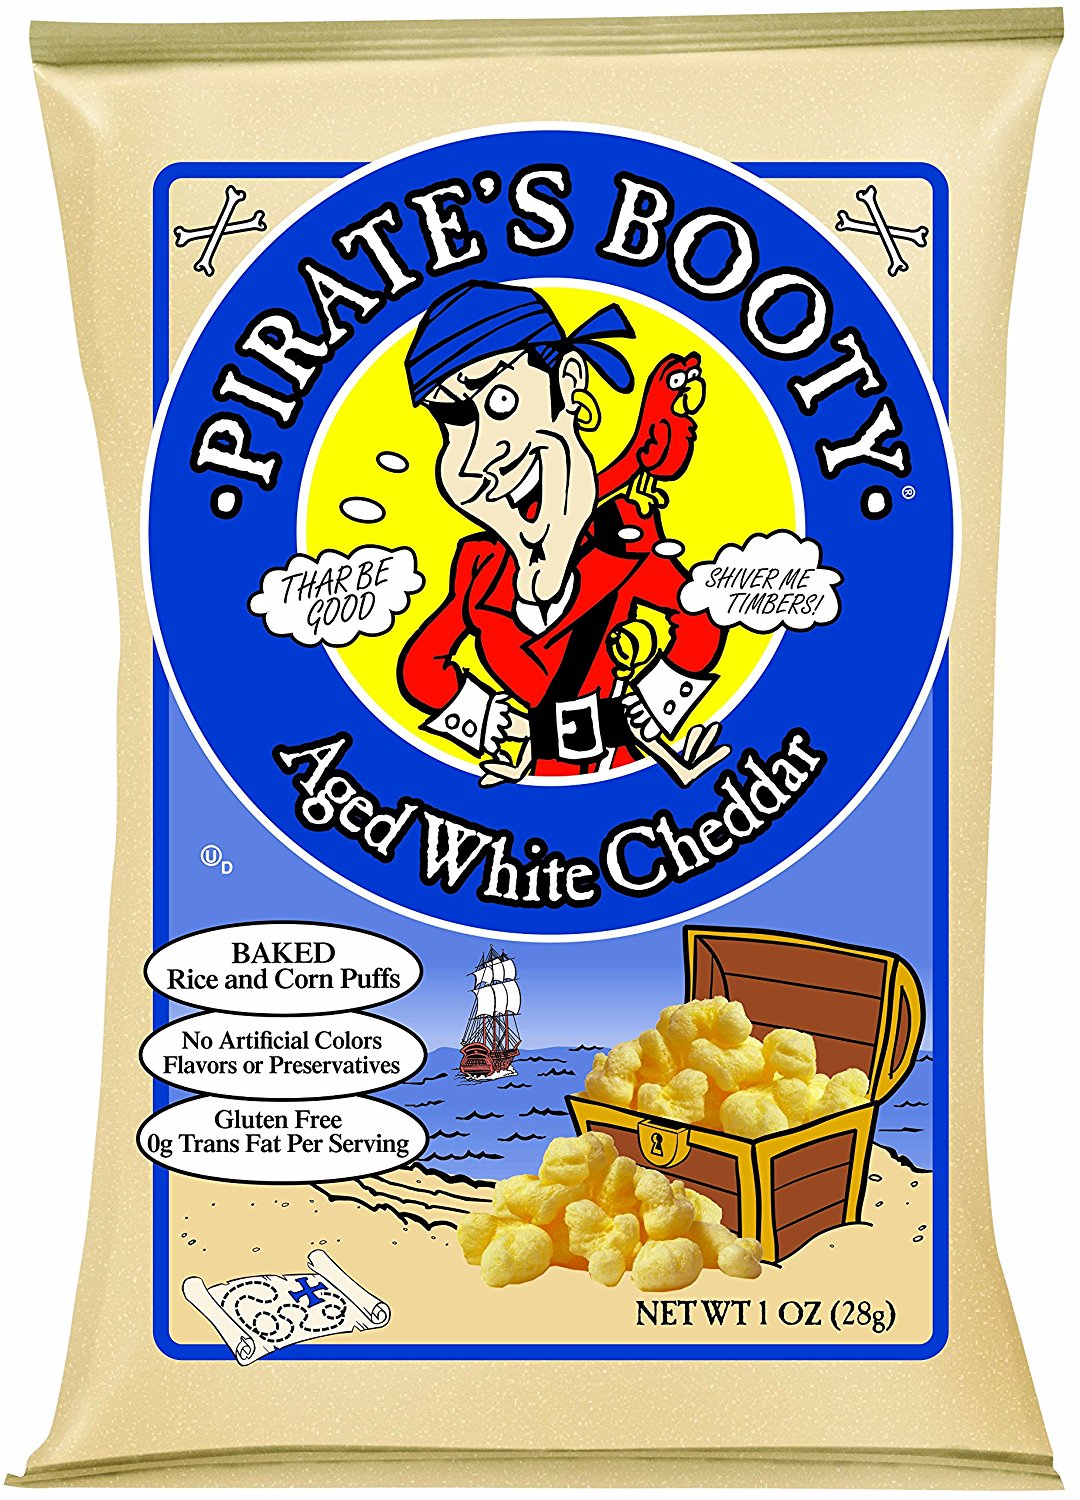 ·PIRATE'S BOOTY·
®
THAR BE
GOOD
SHIVER ME
TIMBERS!
Aged White Cheddar
U
D
BAKED
Rice and Corn Puffs
No Artificial Colors
Flavors or Preservatives
Gluten Free
0g Trans Fat Per Serving
NET WT 1 OZ (28g)